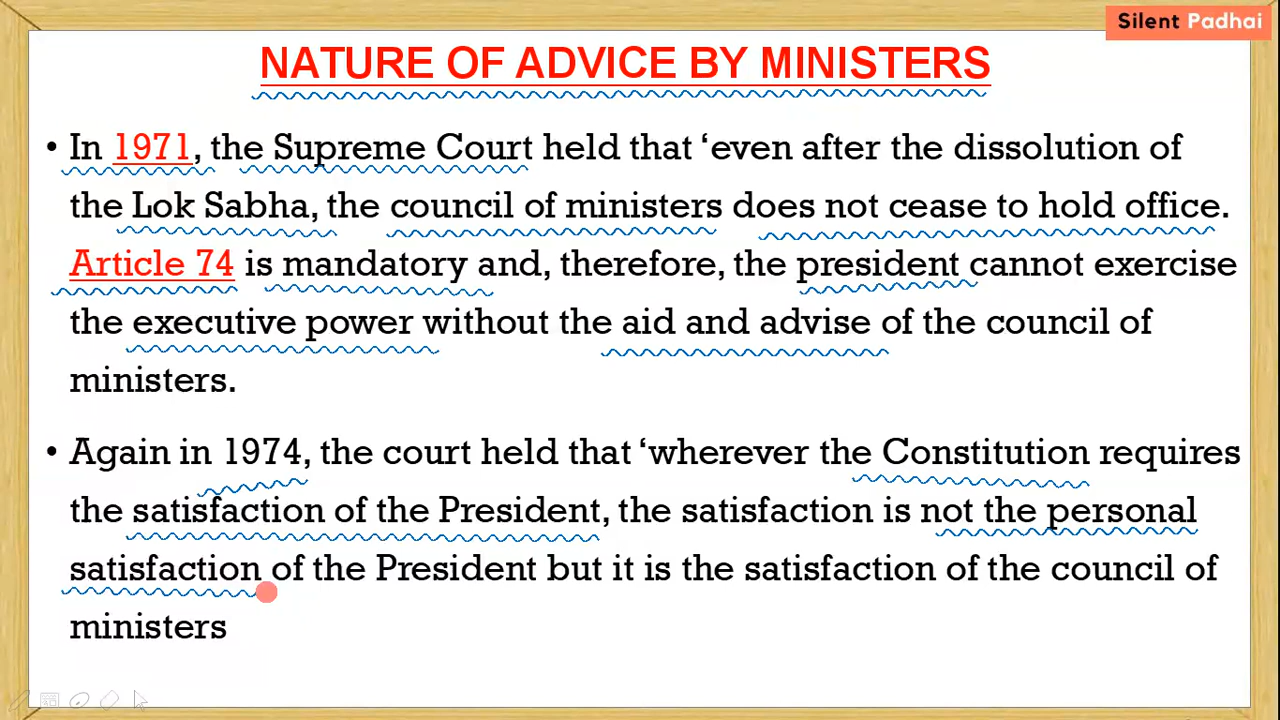 Silent Padhai
NATURE OF ADVICE BY MINISTERS
• In 1971, the Supreme Court held that ‘even after the dissolution of
the Lok Sabha, the council of ministers does not cease to hold office.
Article 74 is mandatory and, therefore, the president cannot exercise
the executive power without the aid and advise of the council of
ministers.
• Again in 1974, the court held that ‘wherever the Constitution requires
the satisfaction of the President, the satisfaction is not the personal
satisfaction of the President but it is the satisfaction of the council of
ministers